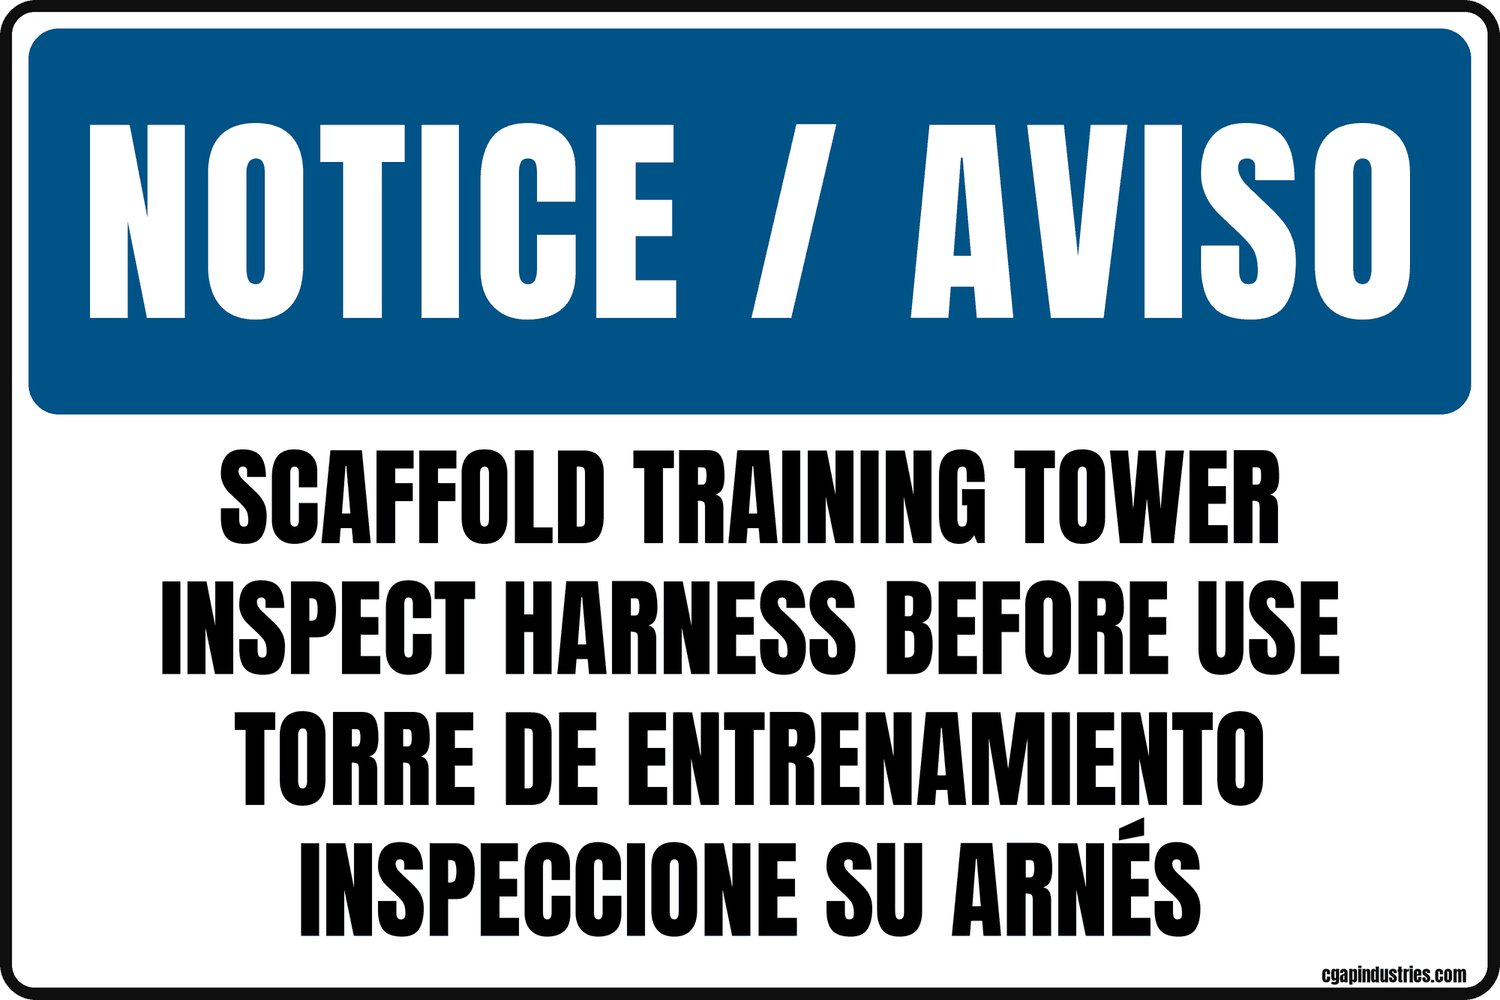 NOTICE / AVISO
SCAFFOLD TRAINING TOWER
INSPECT HARNESS BEFORE USE
TORRE DE ENTRENAMIENTO
INSPECCIONE SU ARNÉS
cgapindustries.com